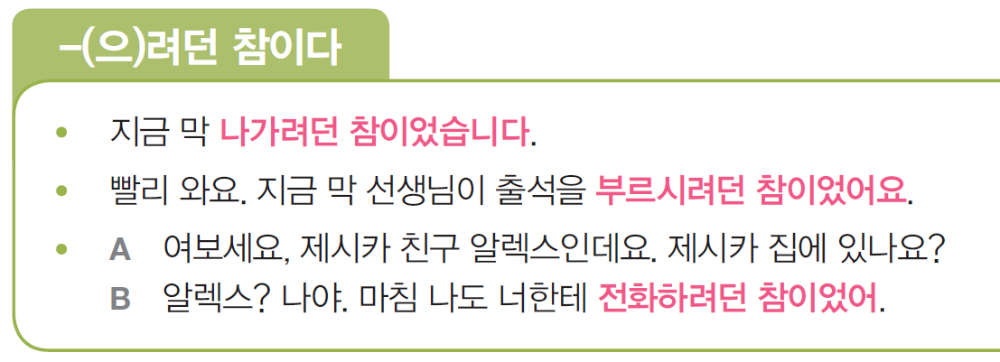 -(으)려던 참이다
• 지금 막 나가려던 참이었습니다.
• 빨리 와요. 지금 막 선생님이 출석을 부르시려던 참이었어요.
• A 여보세요, 제시카 친구 알렉스인데요. 제시카 집에 있나요?
B 알렉스? 나야. 마침 나도 너한테 전화하려던 참이었어.